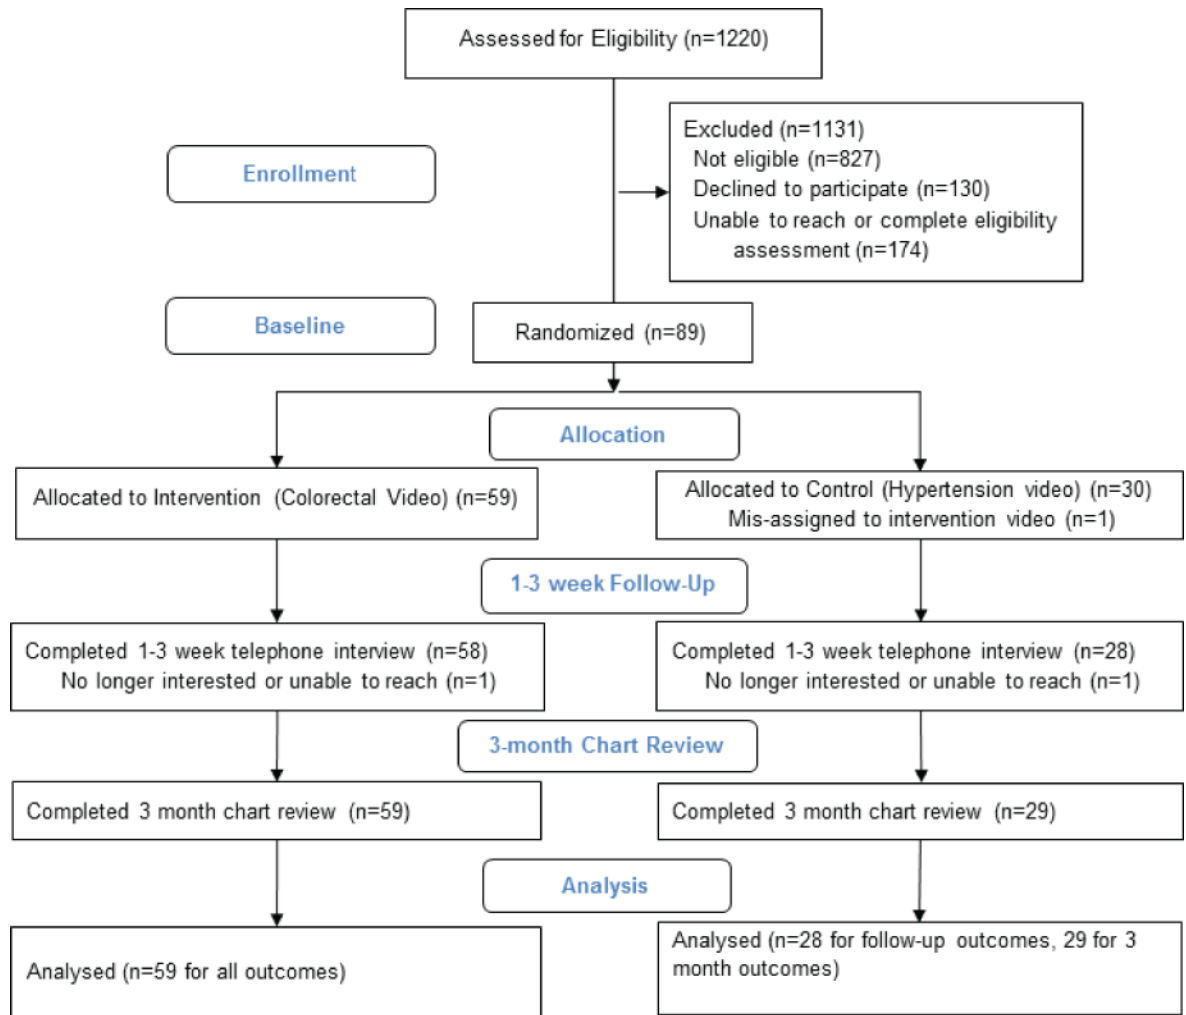 Assessed for Eligibility (n=1220)
Excluded (n=1131)
Not eligible (n=827)
Declined to participate (n=130)
Unable to reach or complete eligibility
assessment (n=174)
Enrollment
Baseline
Randomized (n=89)
Allocation
Allocated to Intervention (Colorectal Video) (n=59)
Allocated to Control (Hypertension video) (n=30)
Mis-assigned to intervention video (n=1)
1-3 week Follow-Up
Completed 1-3 week telephone interview (n=58)
No longer interested or unable to reach (n=1)
Completed 1-3 week telephone interview (n=28)
No longer interested or unable to reach (n=1)
3-month Chart Review
Completed 3 month chart review (n=59)
Completed 3 month chart review (n=29)
Analysis
Analysed (n=59 for all outcomes)
Analysed (n=28 for follow-up outcomes, 29 for 3
month outcomes)